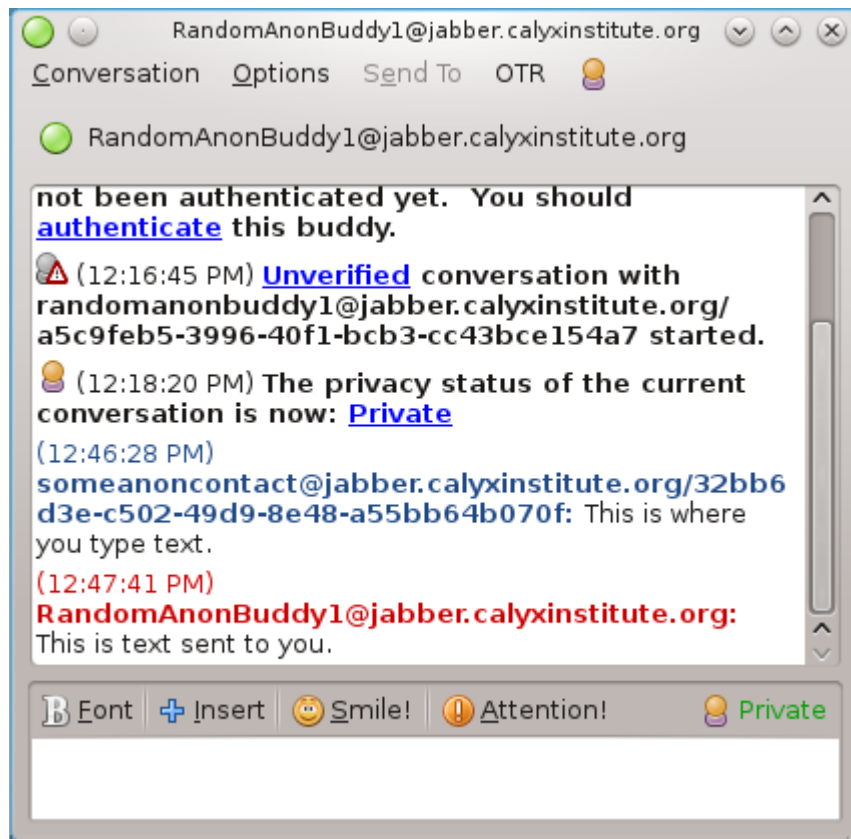 RandomAnonBuddy1@jabber.calyxinstitute.org
Conversation Options Send To OTR
RandomAnonBuddy1@jabber.calyxinstitute.org
not been authenticated yet.  You should
authenticate this buddy.
(12:16:45 PM) Unverified conversation with
randomanonbuddy1@jabber.calyxinstitute.org/
a5c9feb5-3996-40f1-bcb3-cc43bce154a7 started.
(12:18:20 PM) The privacy status of the current
conversation is now: Private
(12:46:28 PM)
someanoncontact@jabber.calyxinstitute.org/32bb6
d3e-c502-49d9-8e48-a55bb64b070f: This is where
you type text.
(12:47:41 PM)
RandomAnonBuddy1@jabber.calyxinstitute.org:
This is text sent to you.
Font Insert Smile! Attention! Private